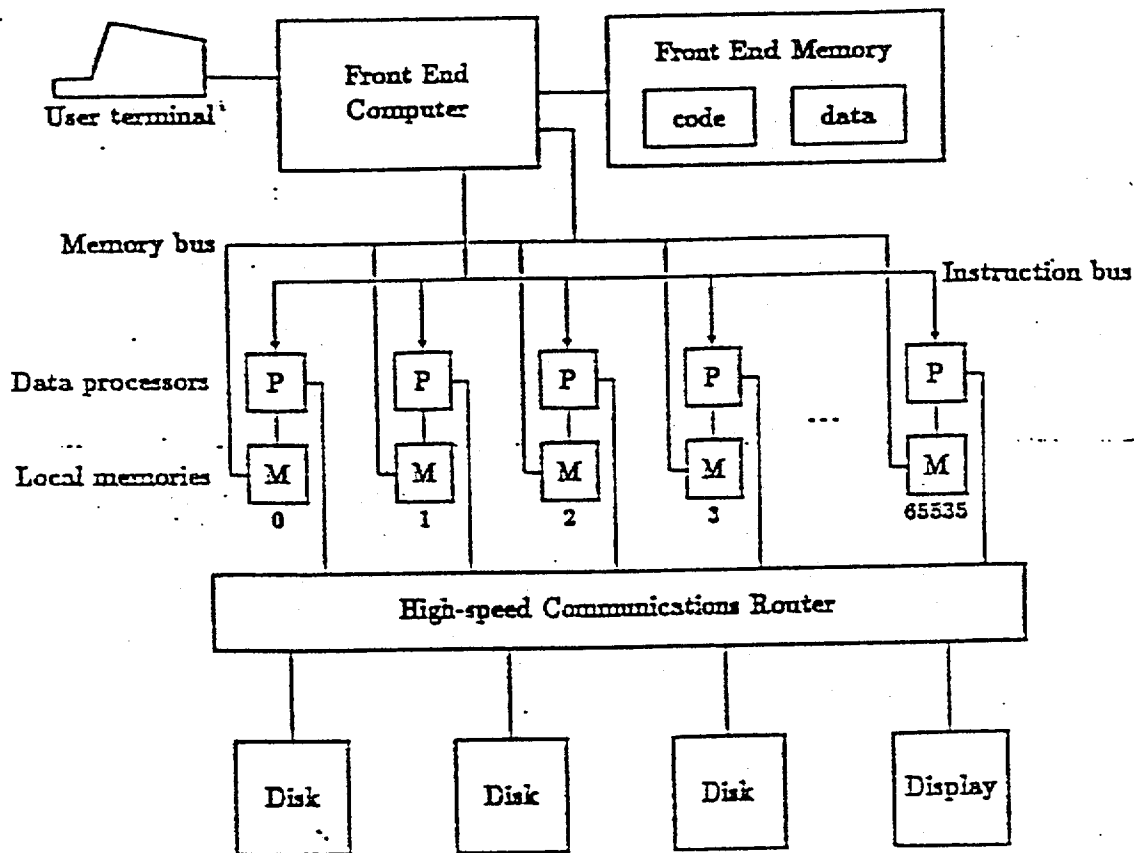 Front End
Computer
Front End Memory
code
data
User terminal
Memory bus
Instruction bus
Data processors
P
P
P
P
P
...
Local memories
M
M
M
M
M
0
1
2
3
65535
High-speed Communications Router
Disk
Disk
Disk
Display